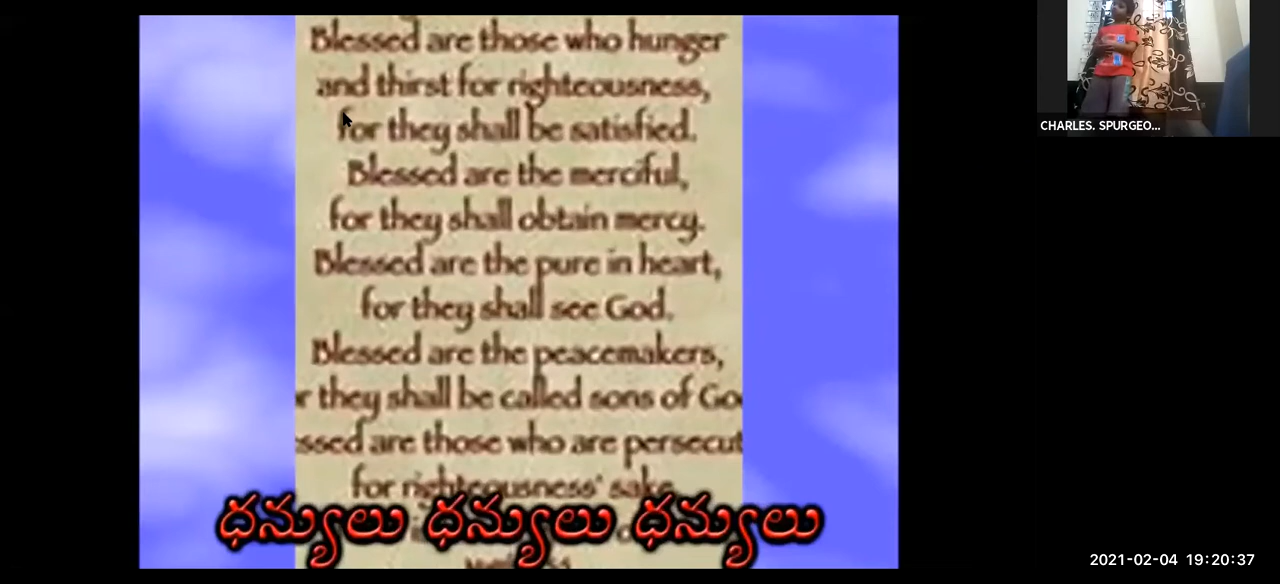 Blessed are those who hunger
and thirst for righteousness,
for they shall be satisfied.
Blessed are the merciful,
for they shall obtain mercy.
Blessed are the pure in heart,
for they shall see God.
Blessed are the peacemakers,
r they shall be called sons of Go
ssed are those who are persecut
for righteousness' sake
ధన్యులు ధన్యులు ధన్యులు
CHARLES. SPURGEO...
2021-02-04 19:20:37